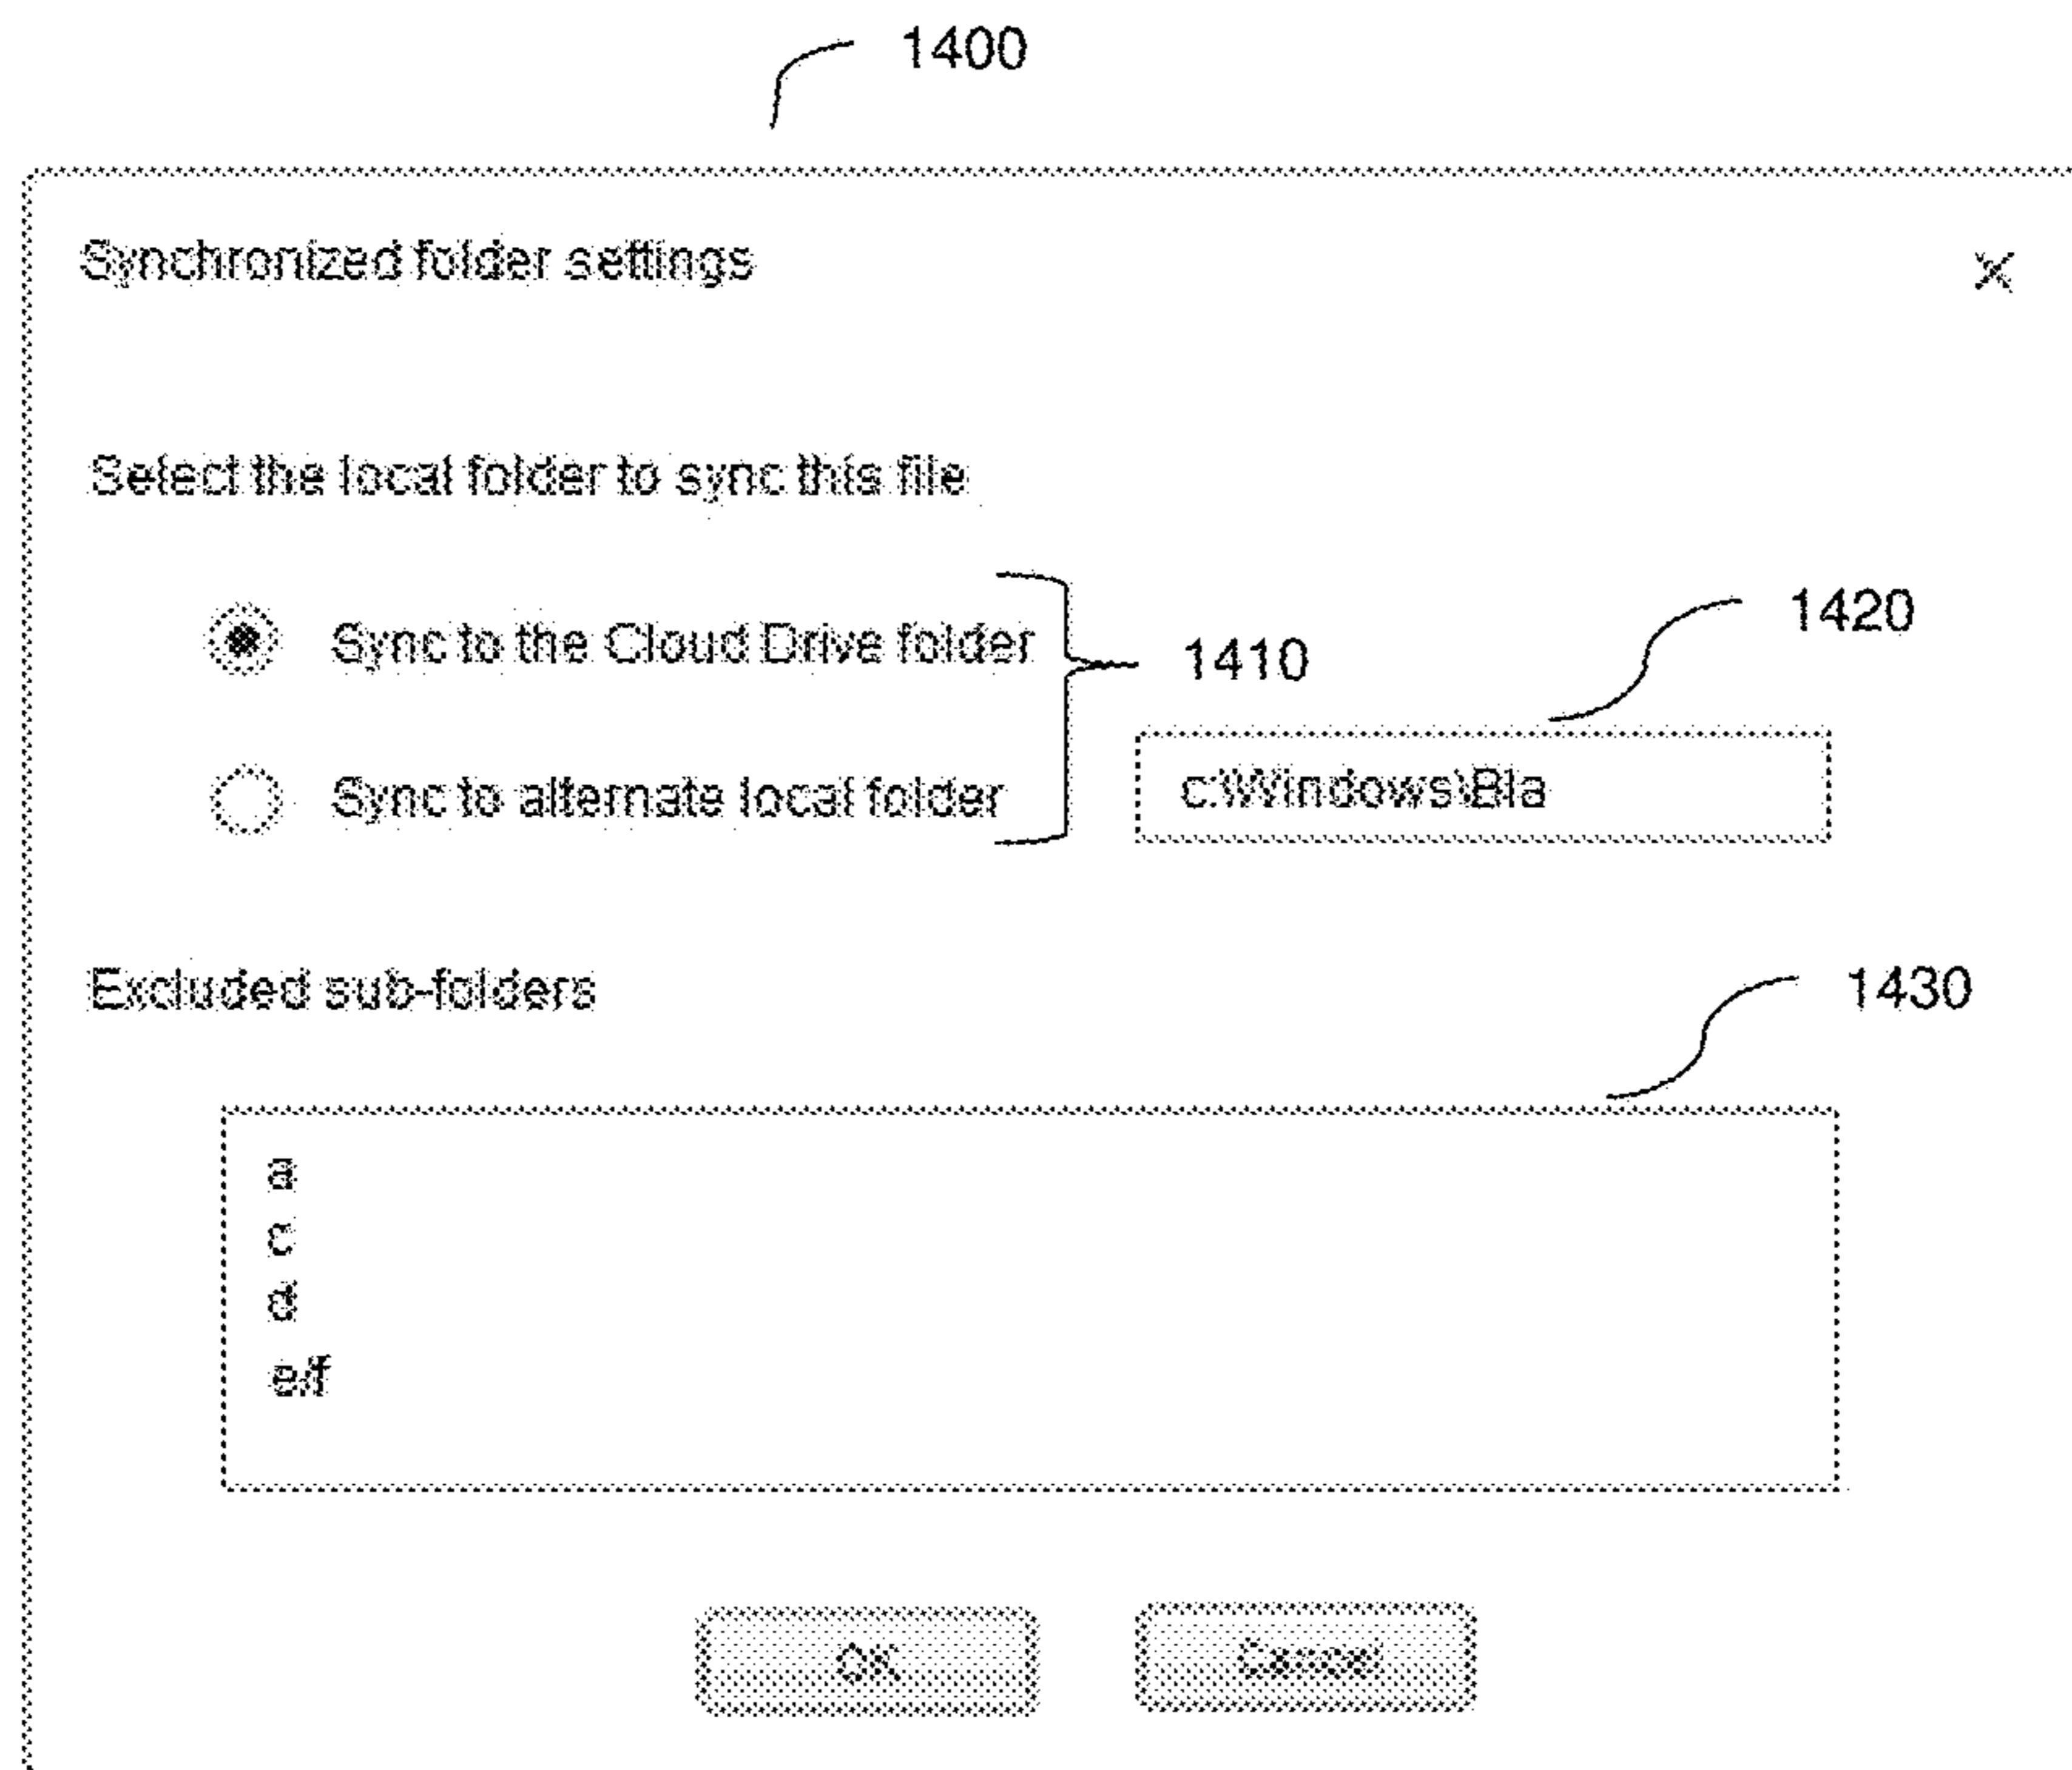 1400
Synchronized folder settings X
Select the local folder to sync this file
Sync to the Cloud Drive folder
1410
1420
Sync to alternate local folder
c:\Windows\Bla
Excluded sub-folders
1430
a
c
d
e/f
OK Cancel